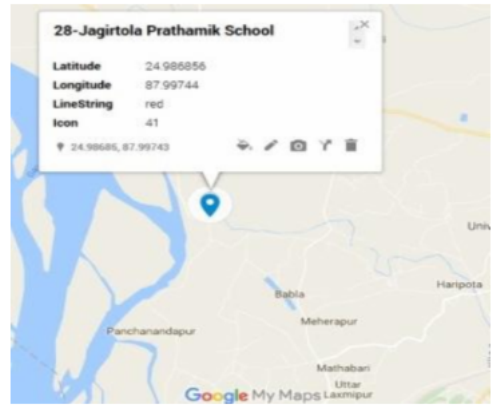 28-Jagirtola Prathamik School
Latitude 24.986856
Longitude 87.99744
LineString red
Icon 41
24.98685, 87.99743
Univ
Haripota
Babla
Meherapur
Panchanandapur
Mathabari
Uttar
Laxmipur
Google My Maps